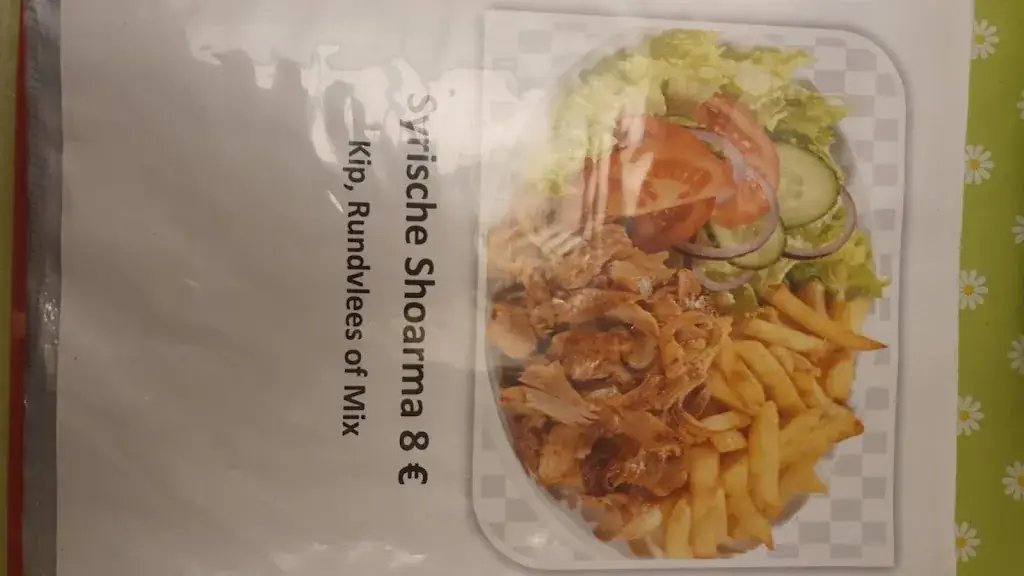 Syrische Shoarma 8 €
Kip, Rundvlees of Mix